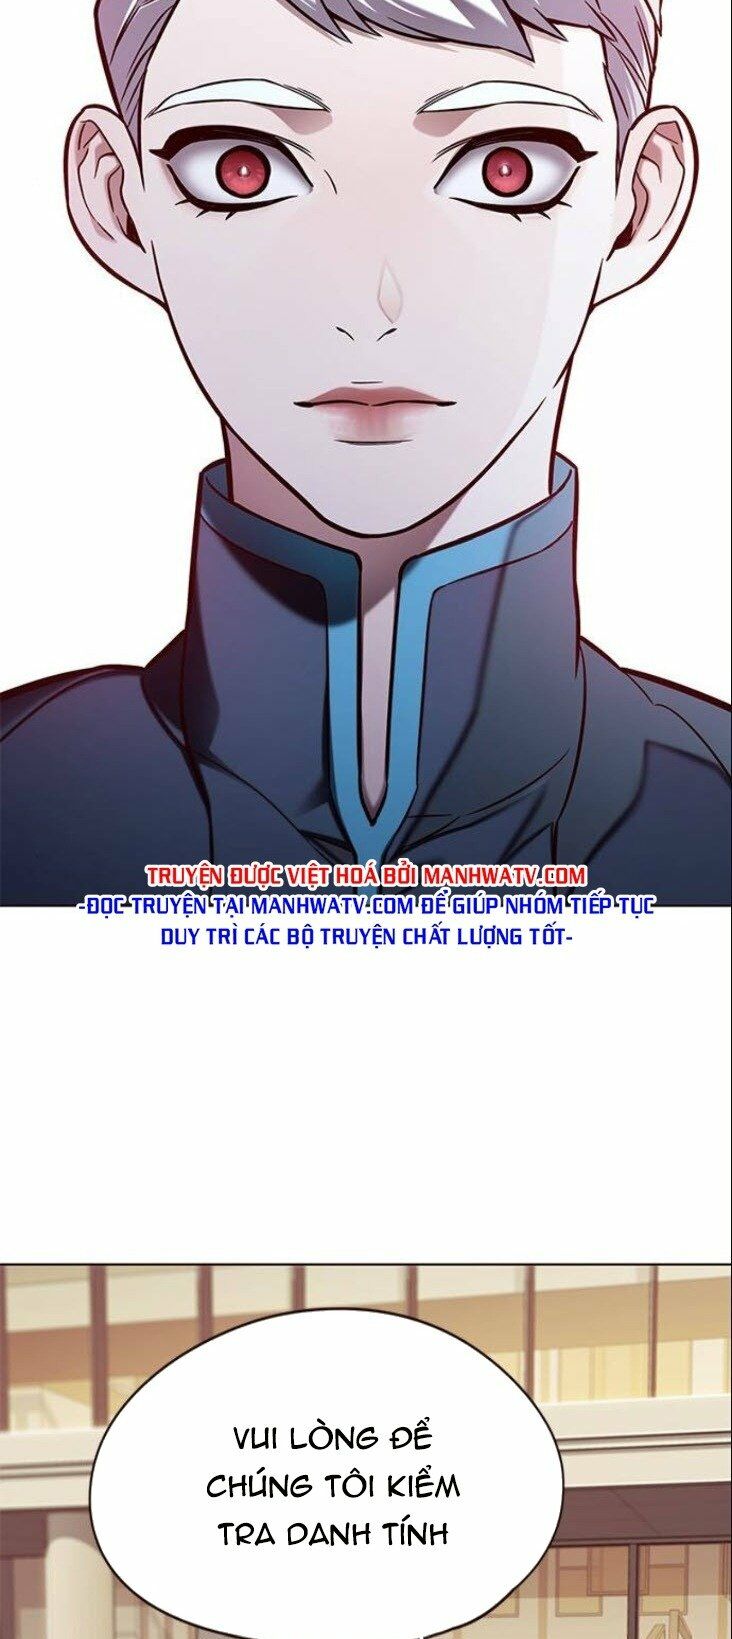 TRUYỆN ĐƯỢC VIỆT HOÁ BỞI MANHWATV.COM
-ĐỌC TRUYỆN TẠI MANHWATV.COM ĐỂ GIÚP NHÓM TIẾP TỤC
DUY TRÌ CÁC BỘ TRUYỆN CHẤT LƯỢNG TỐT-
VUI LÒNG ĐỂ
CHÚNG TÔI KIỂM
TRA DANH TÍNH